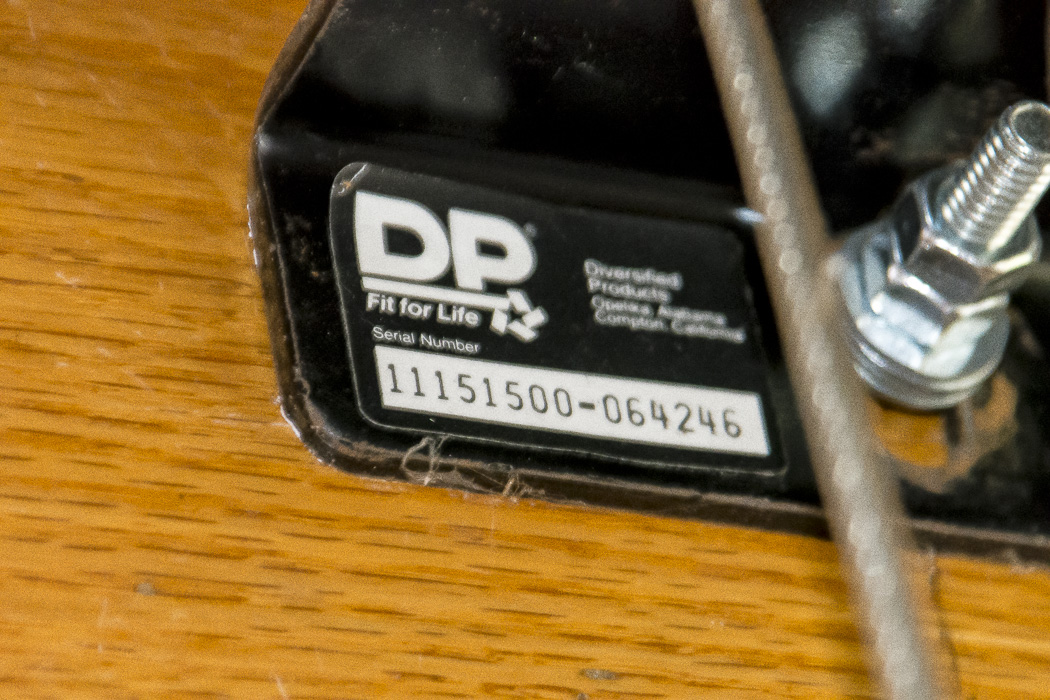 DP
Fit for Life
Diversified
Products
Opelika, Alabama
Compton, California
Serial Number
11151500-064246